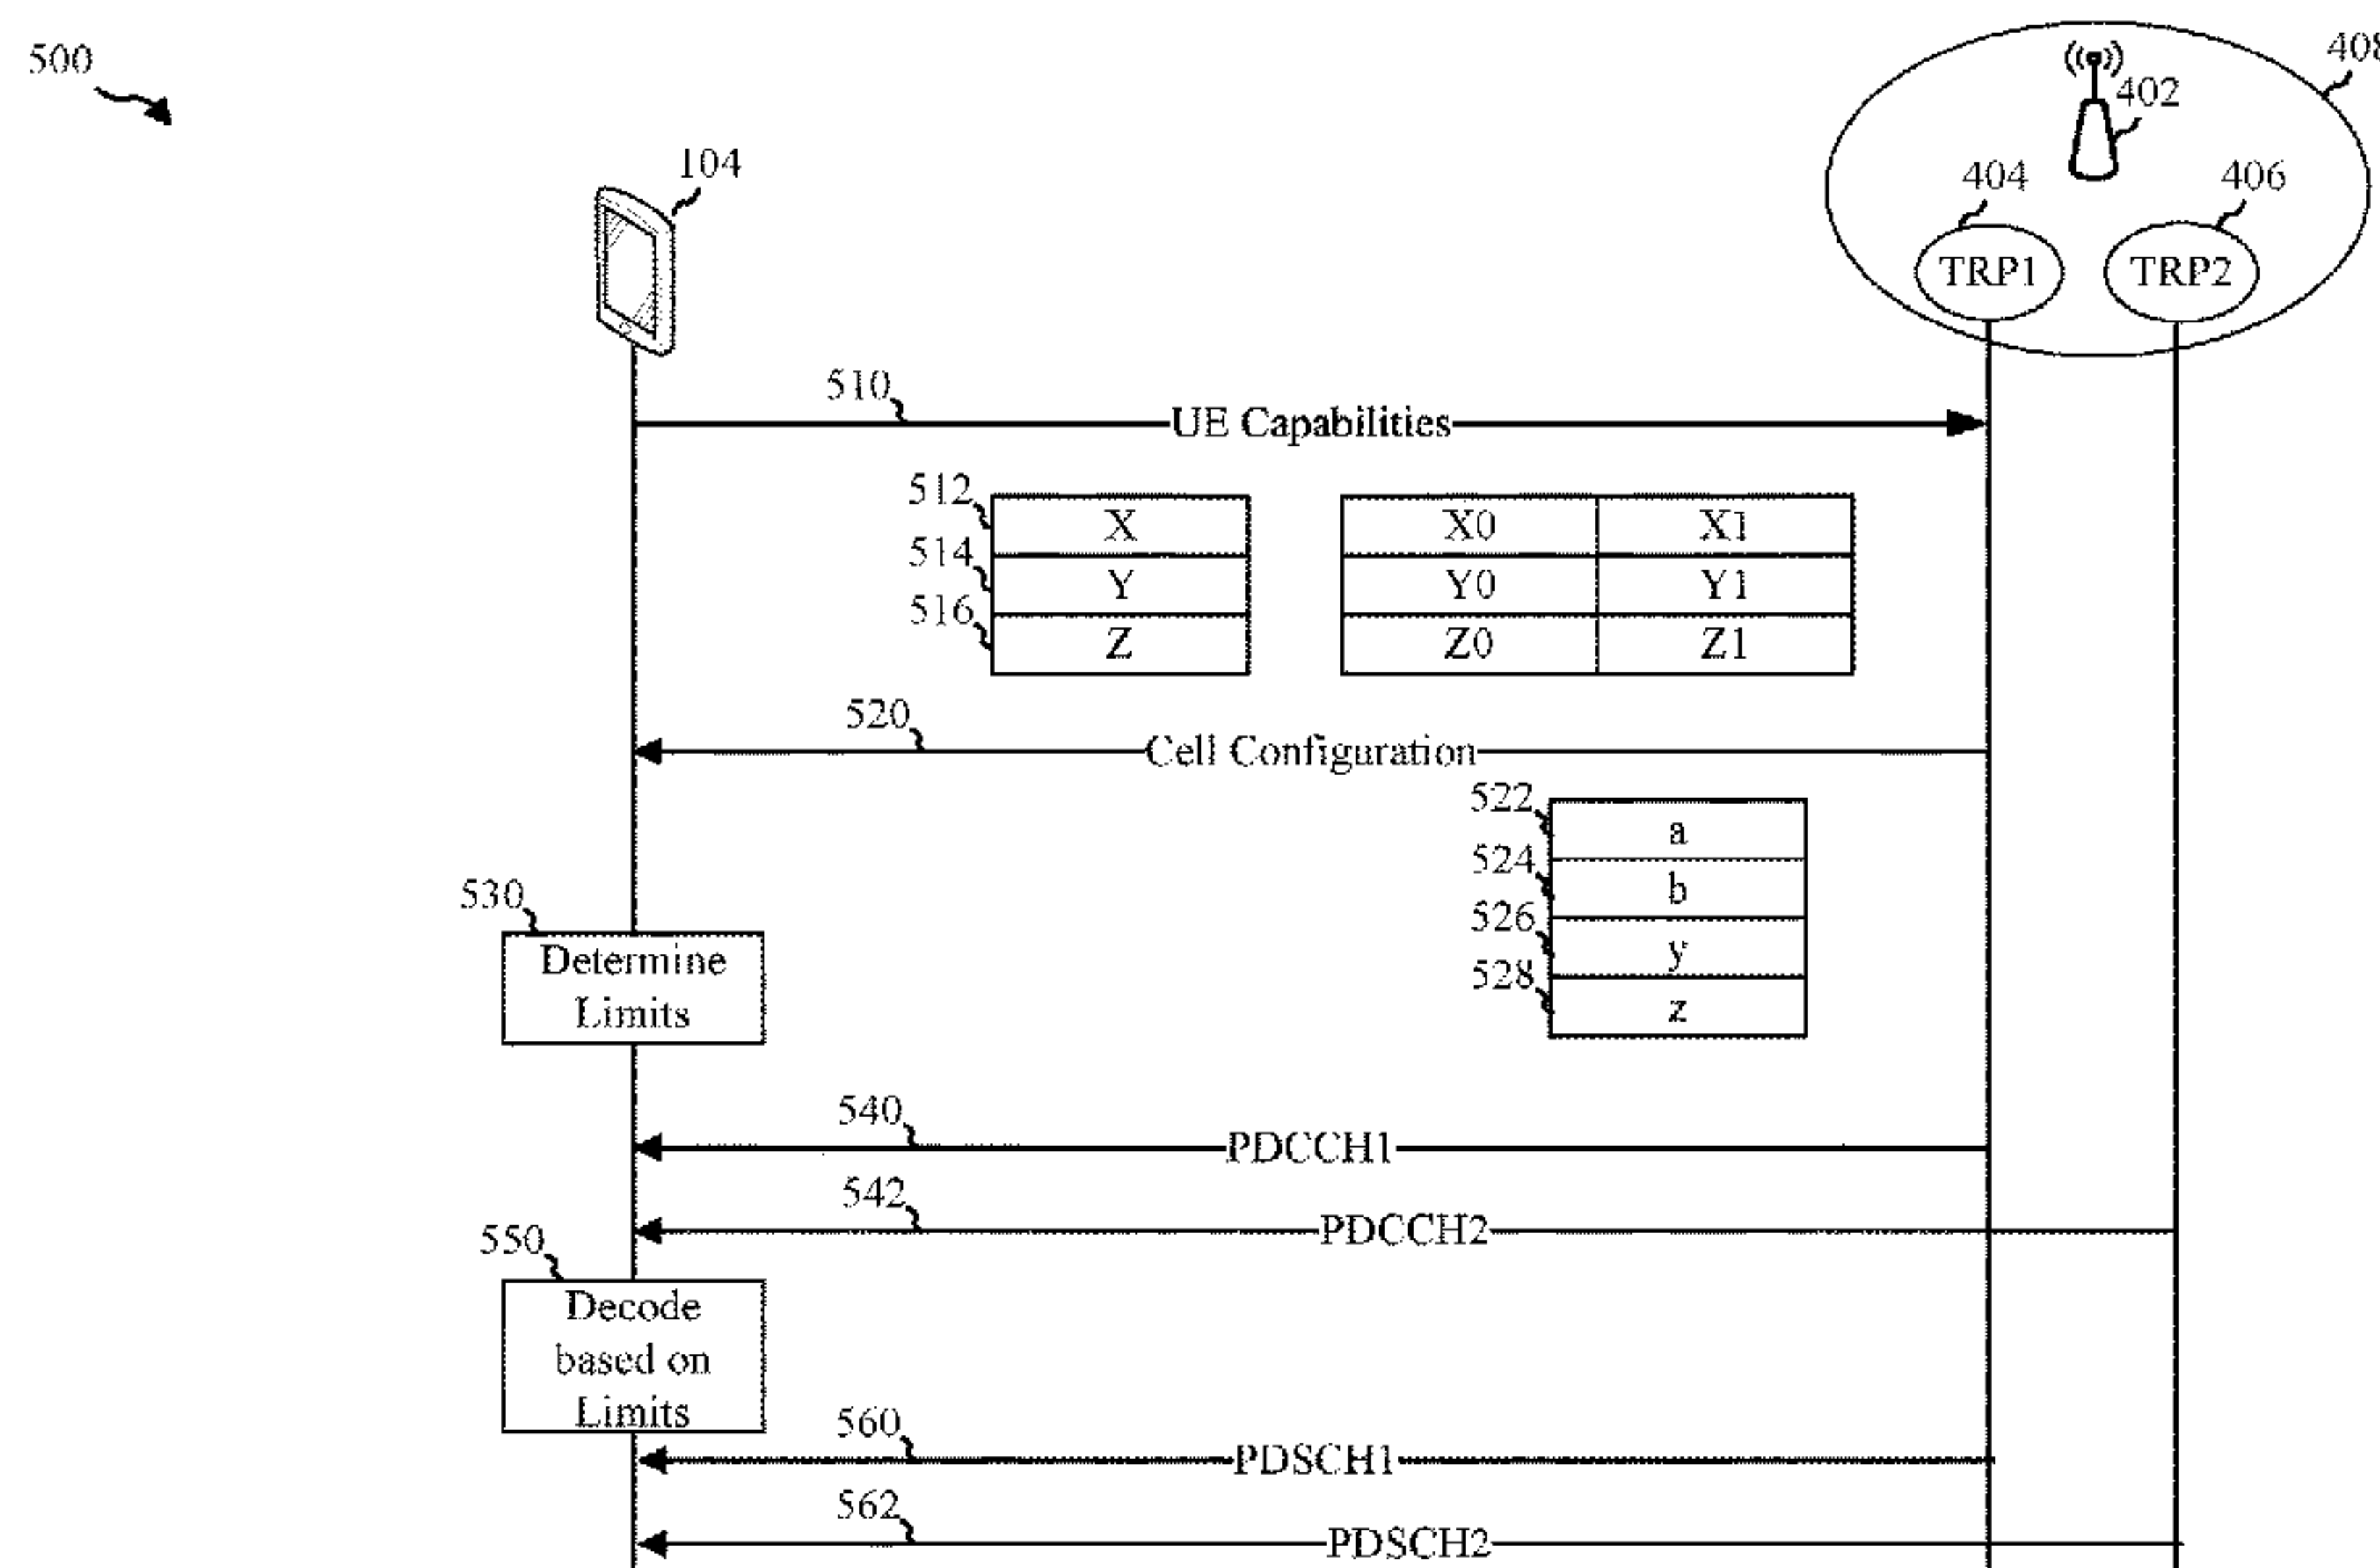 500
408
402
104
404
406
TRP1
TRP2
510
UE Capabilities
512
X
X0
X1
514
Y
Y0
Y1
516
Z
Z0
Z1
520
Cell Configuration
522
a
524
b
530
526
y
Determine
Limits
528
z
540
PDCCH1
542
PDCCH2
550
Decode
based on
Limits
560
PDSCH1
562
PDSCH2